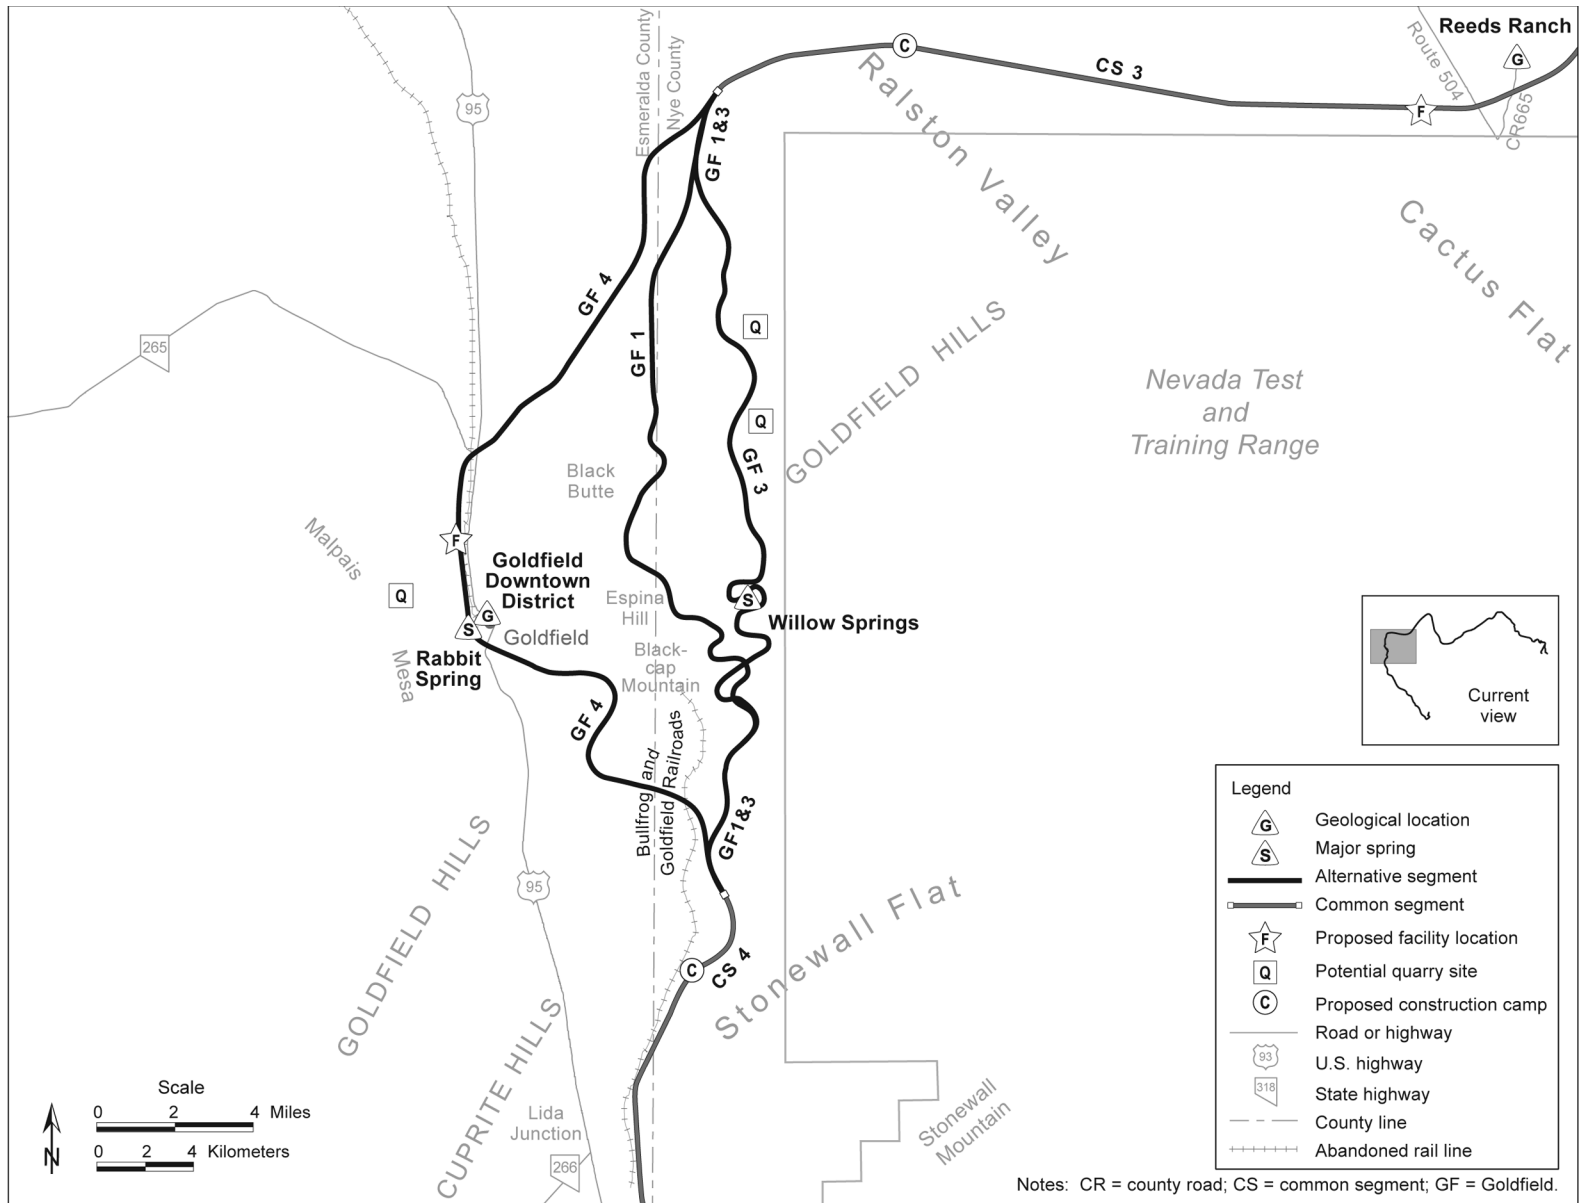 Reeds Ranch
G
Route 504
CR665
C
CS 3
F
Esmeralda County
Nye County
95
Ralston Valley
GF 1&3
Cactus Flat
GF 4
265
GF 1
Q
GOLDFIELD HILLS
Nevada Test
and
Training Range
Q
GF 3
Black
Butte
Malpais
Mesa
F
Q
Goldfield
Downtown
District
G
S
Goldfield
Rabbit
Spring
Espina
Hill
S
Willow Springs
Black-
cap
Mountain
GF 4
Bullfrog and
Goldfield Railroads
GF1&3
GOLDFIELD HILLS
95
Stonewall Flat
C
CS 4
CUPRITE HILLS
Lida
Junction
266
Stonewall
Mountain
Current
view
Scale
0 2 4 Miles
0 2 4 Kilometers
N
Legend
G Geological location
S Major spring
Alternative segment
Common segment
F Proposed facility location
Q Potential quarry site
C Proposed construction camp
Road or highway
93 U.S. highway
318 State highway
County line
Abandoned rail line
Notes: CR = county road; CS = common segment; GF = Goldfield.